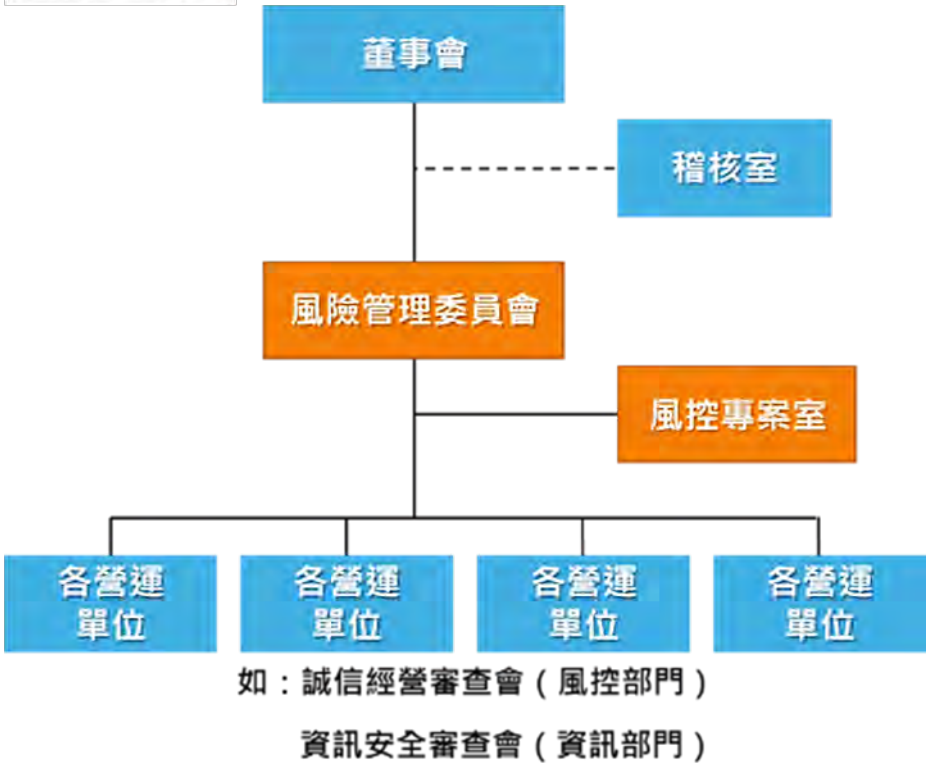 董事會
稽核室
風險管理委員會
風控專案室
各營運
單位
各營運
單位
各營運
單位
各營運
單位
如：誠信經營審查會（風控部門）
資訊安全審查會（資訊部門）